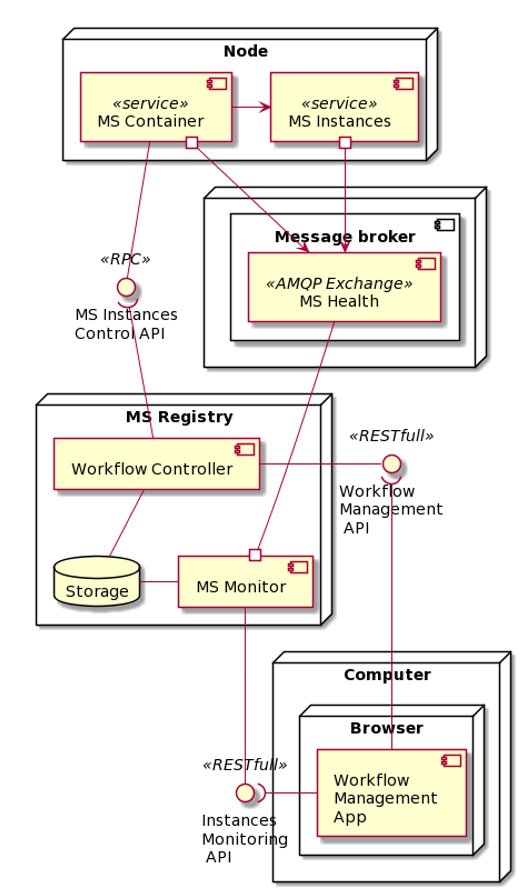 Node
«service»
MS Container
«service»
MS Instances
Message broker
«AMQP Exchange»
MS Health
«RPC»
MS Instances
Control API
MS Registry
Workflow Controller
«RESTfull»
Workflow
Management
API
Storage
MS Monitor
Computer
Browser
Workflow
Management
App
«RESTfull»
Instances
Monitoring
API